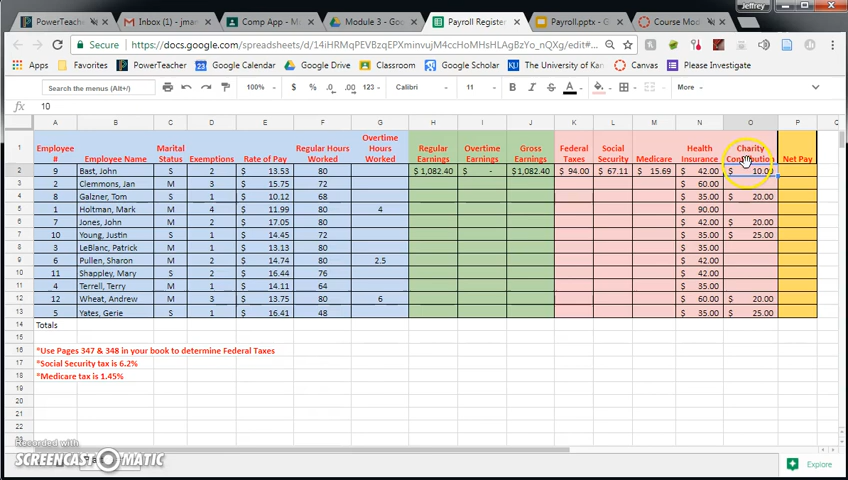 Jeffrey
PowerTeacher
Inbox (1) - jmar
Comp App - M
Module 3 - Goo
Payroll Register
Payroll.pptx - G
Course Mod
Secure https://docs.google.com/spreadsheets/d/14iHRMqPEVBzqEPXminvujM4ccHoMHsHLAgBzYo_nQXg/edit#
Apps Favorites PowerTeacher Google Calendar Google Drive Classroom Google Maps YouTube The University of Kan Canvas Please Investigate
Search the menus (Alt+/) 100% $ % .0 .00 123 Calibri 11 B I S A More
fx 10
A B C D E F G H I J K L M N O P
1 Employee # Employee Name Marital Status Exemptions Rate of Pay Regular Hours Worked Overtime Hours Worked Regular Earnings Overtime Earnings Gross Earnings Federal Taxes Social Security Medicare Health Insurance Charity Contribution Net Pay
2 9 Bast, John S 2 $ 13.53 80 $ 1,082.40 $ - $1,082.40 $ 94.00 $ 67.11 $ 15.69 $ 42.00 $ 10.00
3 2 Clemmons, Jan M 3 $ 15.75 72 $ 60.00
4 8 Galzner, Tom S 1 $ 10.12 68 $ 35.00 $ 20.00
5 1 Holtman, Mark M 4 $ 11.99 80 4 $ 90.00
6 7 Jones, John M 2 $ 17.05 80 $ 42.00 $ 20.00
7 10 Young, Justin S 1 $ 14.45 72 $ 35.00 $ 25.00
8 3 LeBlanc, Patrick M 1 $ 13.13 80 $ 35.00
9 6 Pullen, Sharon M 2 $ 14.74 80 2.5 $ 42.00
10 11 Shappley, Mary S 2 $ 16.44 76 $ 42.00
11 4 Terrell, Terry M 1 $ 14.11 64 $ 35.00
12 12 Wheat, Andrew M 3 $ 13.75 80 6 $ 60.00 $ 20.00
13 5 Yates, Gerie S 1 $ 16.41 48 $ 35.00 $ 25.00
14 Totals
15
16 *Use Pages 347 & 348 in your book to determine Federal Taxes
17 *Social Security tax is 6.2%
18 *Medicare tax is 1.45%
19
20
21
22
23
Recorded with
SCREENCAST-O-MATIC
Explore